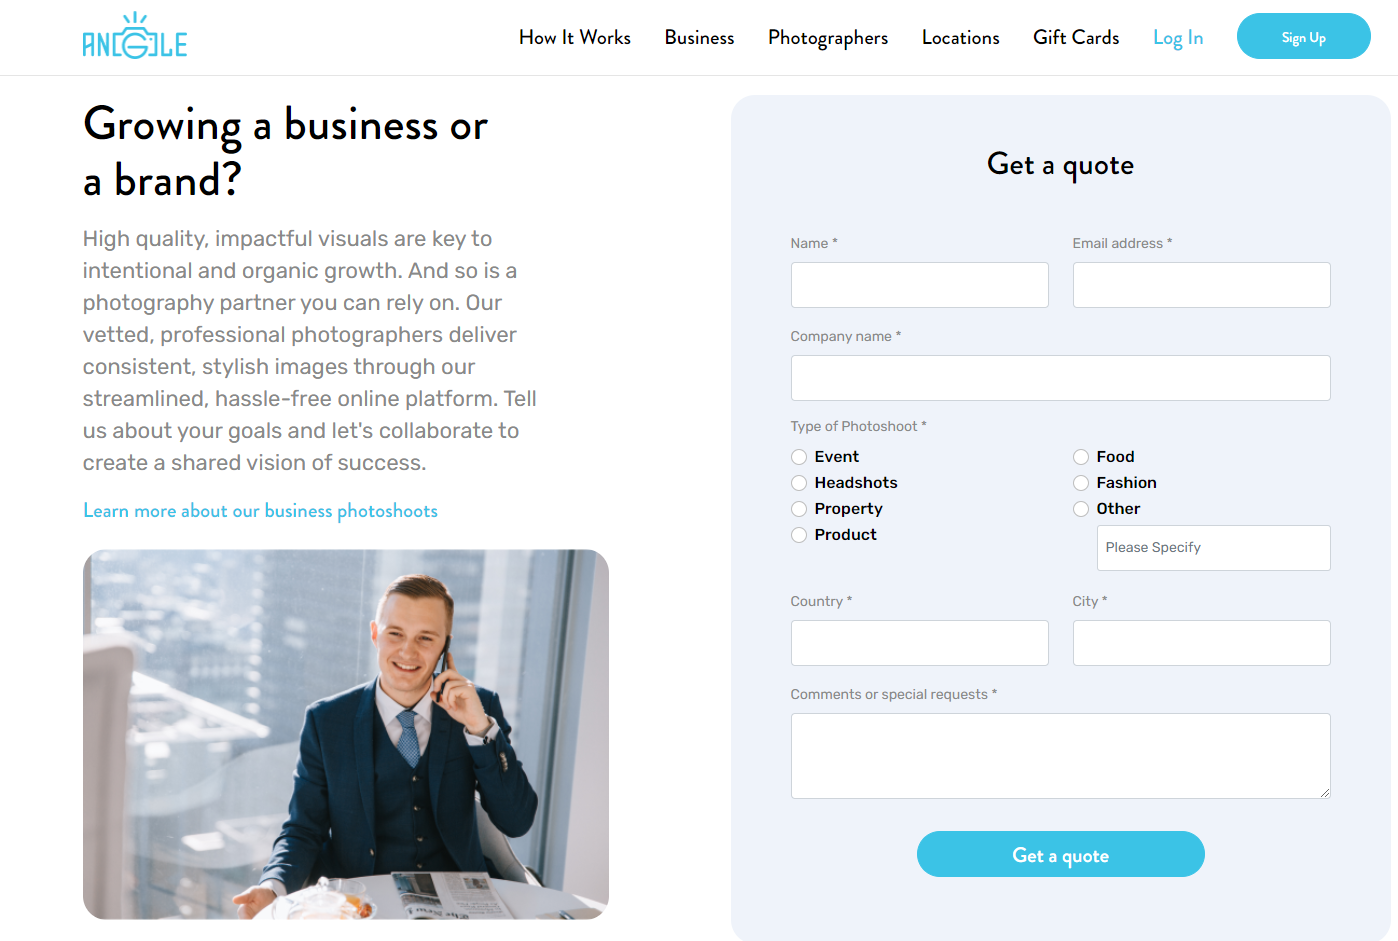 ANGLE
How It Works
Business
Photographers
Locations
Gift Cards
Log In
Sign Up
Growing a business or
a brand?
High quality, impactful visuals are key to
intentional and organic growth. And so is a
photography partner you can rely on. Our
vetted, professional photographers deliver
consistent, stylish images through our
streamlined, hassle-free online platform. Tell
us about your goals and let's collaborate to
create a shared vision of success.
Learn more about our business photoshoots
Get a quote
Name *
Email address *
Company name *
Type of Photoshoot *
Event
Headshots
Property
Product
Food
Fashion
Other
Please Specify
Country *
City *
Comments or special requests *
Get a quote